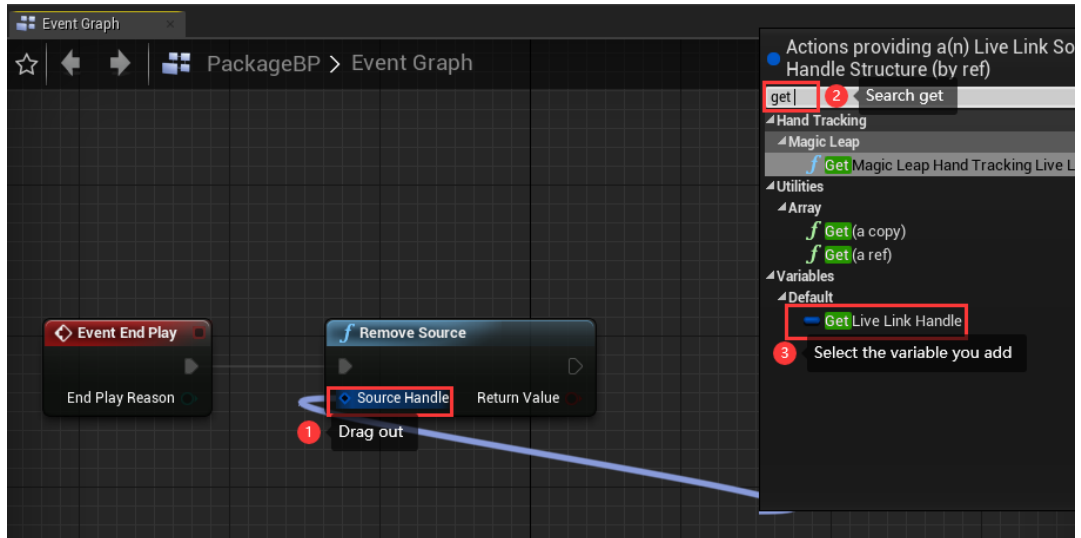 Event Graph
PackageBP > Event Graph
Actions providing a(n) Live Link So
Handle Structure (by ref)
get
2 Search get
Hand Tracking
Magic Leap
f Get Magic Leap Hand Tracking Live L
Utilities
Array
f Get (a copy)
f Get (a ref)
Variables
Default
Get Live Link Handle
3 Select the variable you add
Event End Play
End Play Reason
f Remove Source
Source Handle Return Value
1 Drag out